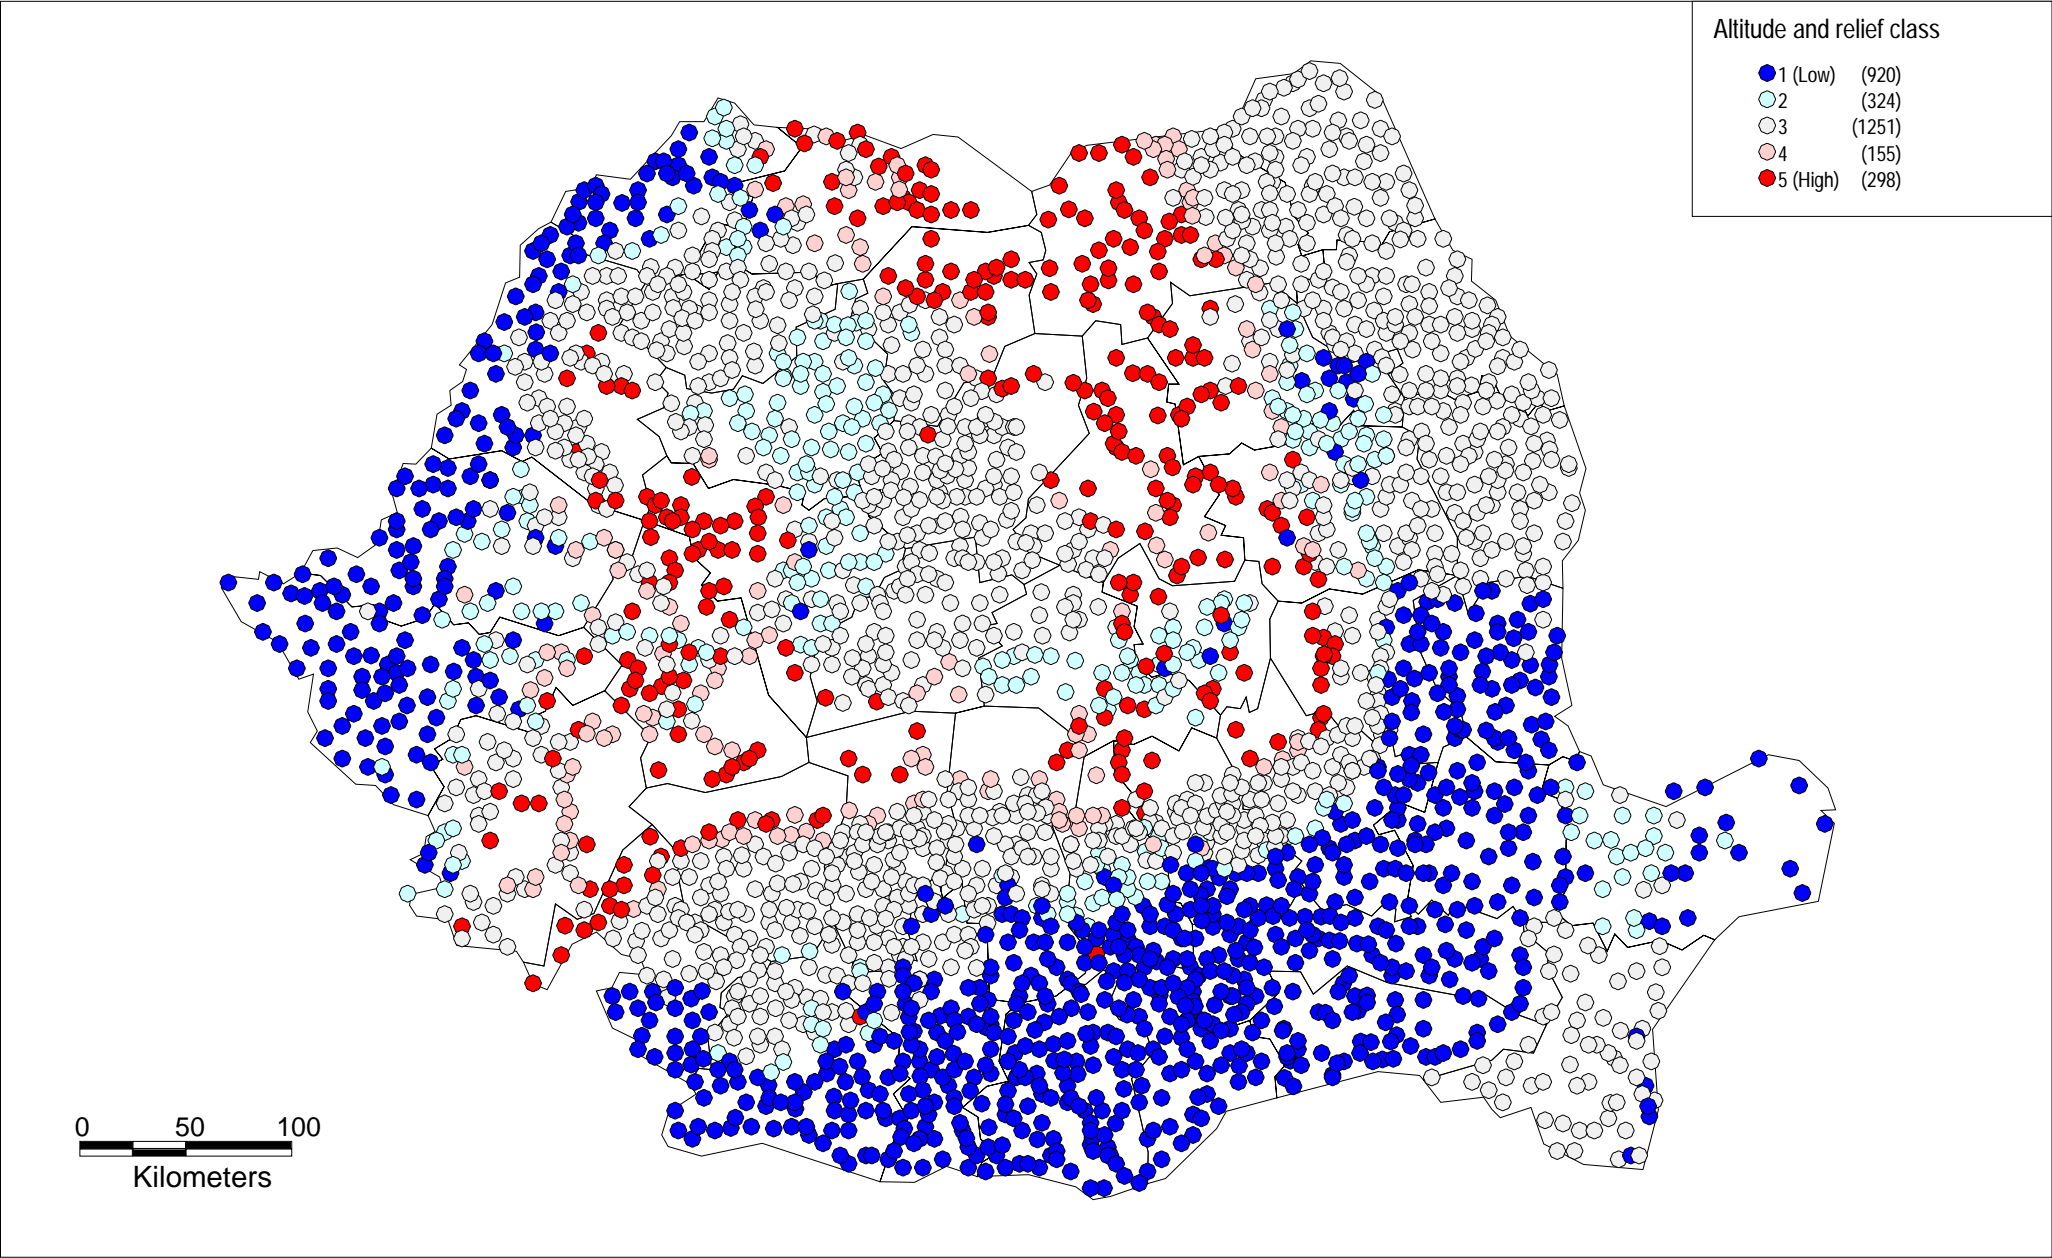 Altitude and relief class
1 (Low) (920)
2 (324)
3 (1251)
4 (155)
5 (High) (298)
0 50 100
Kilometers